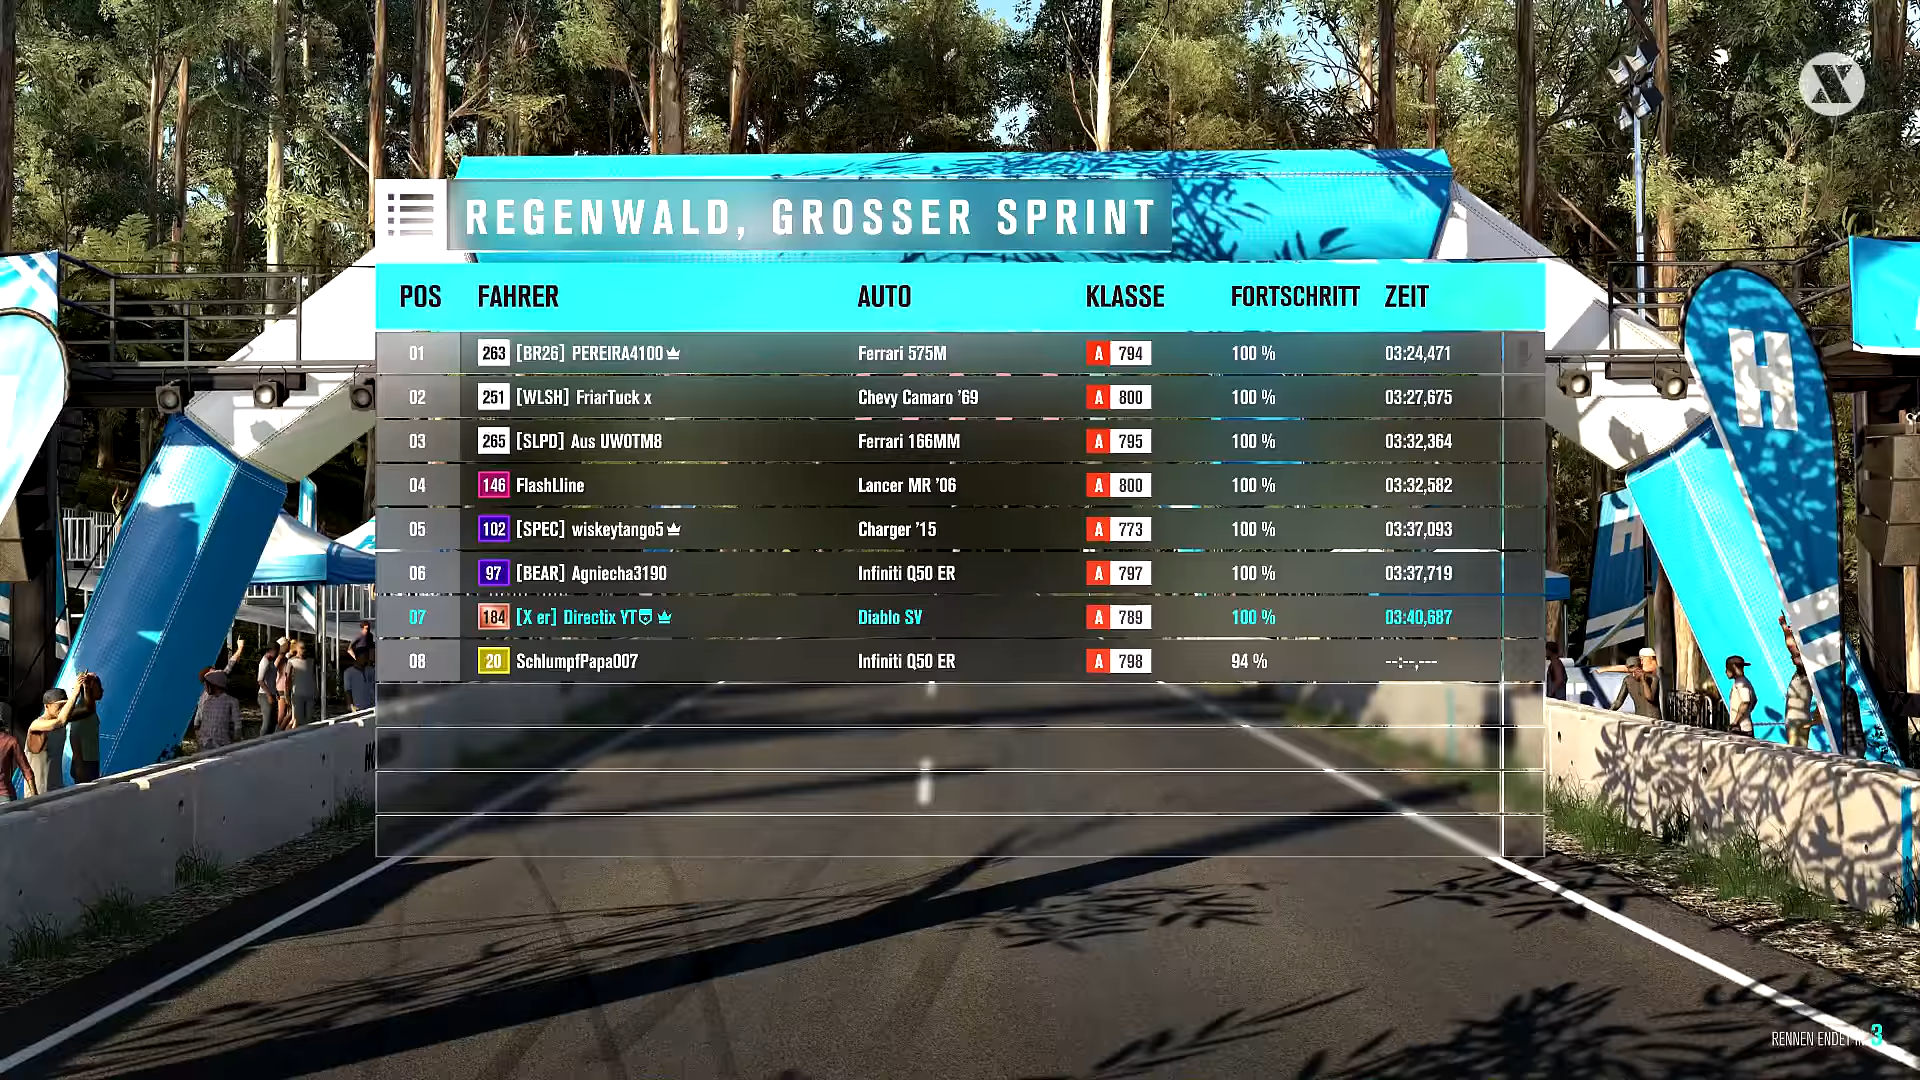 REGENWALD, GROSSER SPRINT
POS FAHRER AUTO KLASSE FORTSCHRITT ZEIT
01 263 [BR26] PEREIRA4100 Ferrari 575M A 794 100 % 03:24,471
02 251 [WLSH] FriarTuck x Chevy Camaro '69 A 800 100 % 03:27,675
03 265 [SLPD] Aus UWOTM8 Ferrari 166MM A 795 100 % 03:32,364
04 146 FlashLline Lancer MR '06 A 800 100 % 03:32,582
05 102 [SPEC] wiskeytango5 Charger '15 A 773 100 % 03:37,093
06 97 [BEAR] Agniecha3190 Infiniti Q50 ER A 797 100 % 03:37,719
07 184 [X er] Directix YT Diablo SV A 789 100 % 03:40,687
08 20 SchlumpfPapa007 Infiniti Q50 ER A 798 94 % --:--,---
H
H
RENNEN ENDET IN 3